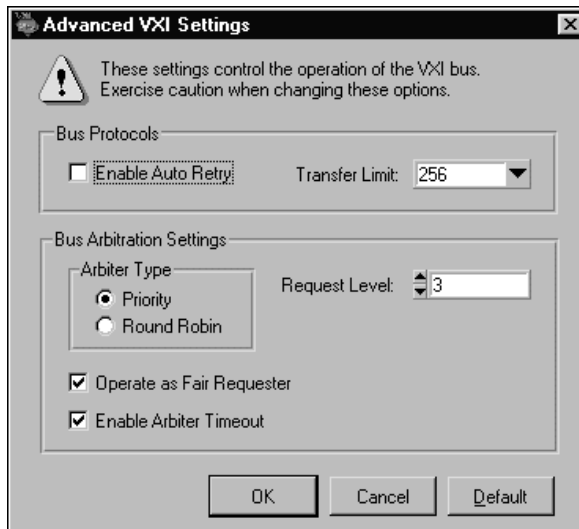 Advanced VXI Settings
These settings control the operation of the VXI bus.
Exercise caution when changing these options.
Bus Protocols
Enable Auto Retry
Transfer Limit: 256
Bus Arbitration Settings
Arbiter Type
Priority
Round Robin
Request Level: 3
Operate as Fair Requester
Enable Arbiter Timeout
OK Cancel Default